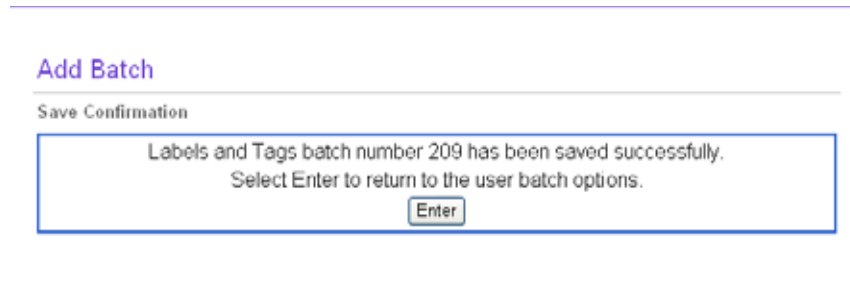 Add Batch
Save Confirmation
Labels and Tags batch number 209 has been saved successfully.
Select Enter to return to the user batch options.
Enter